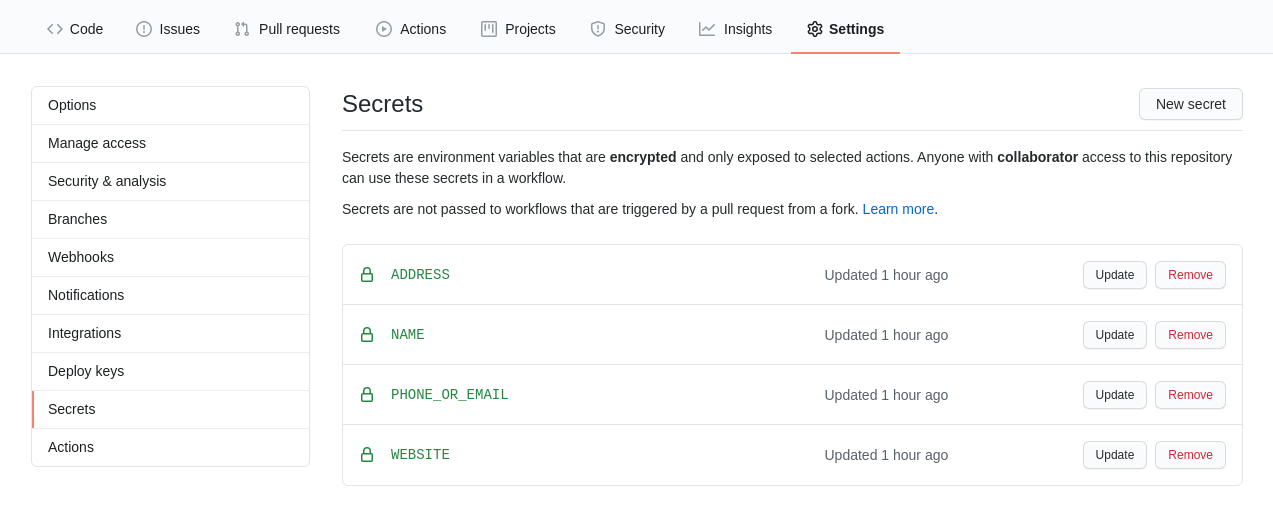 Code Issues Pull requests Actions Projects Security Insights Settings
Options
Manage access
Security & analysis
Branches
Webhooks
Notifications
Integrations
Deploy keys
Secrets
Actions
Secrets New secret
Secrets are environment variables that are encrypted and only exposed to selected actions. Anyone with collaborator access to this repository
can use these secrets in a workflow.
Secrets are not passed to workflows that are triggered by a pull request from a fork. Learn more.
ADDRESS Updated 1 hour ago Update Remove
NAME Updated 1 hour ago Update Remove
PHONE_OR_EMAIL Updated 1 hour ago Update Remove
WEBSITE Updated 1 hour ago Update Remove